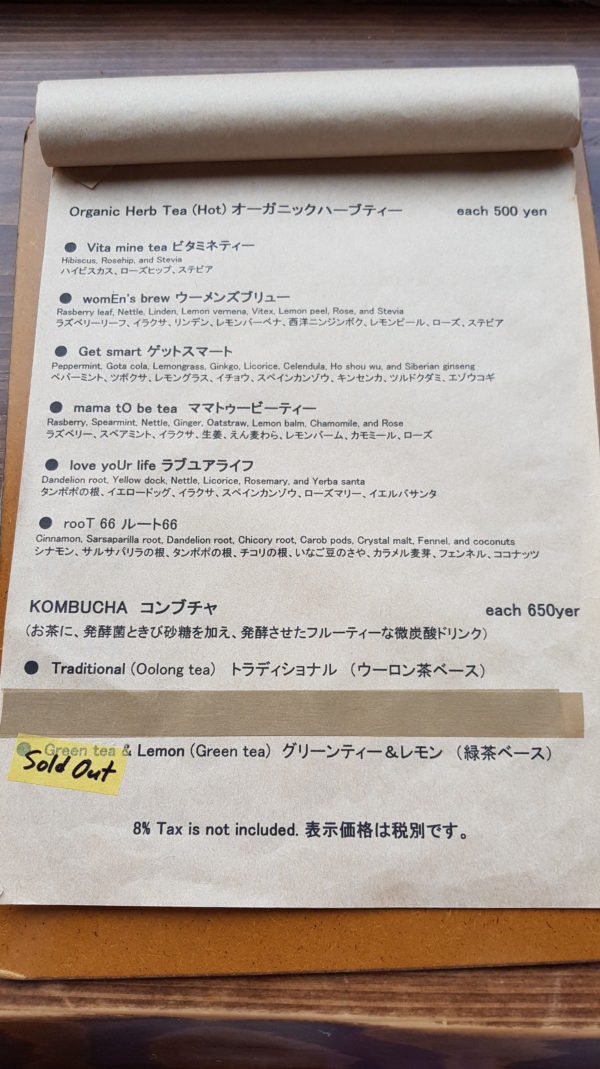 Organic Herb Tea (Hot) オーガニックハーブティー each 500 yen
● Vita mine tea ビタミネティー
Hibiscus, Rosehip, and Stevia
ハイビスカス、ローズヒップ、ステビア
● womEn's brew ウーメンズブリュー
Rasberry leaf, Nettle, Linden, Lemon vemena, Vitex, Lemon peel, Rose, and Stevia
ラズベリーリーフ、イラクサ、リンデン、レモンバーベナ、西洋ニンジンボク、レモンピール、ローズ、ステビア
● Get smart ゲットスマート
Peppermint, Gota cola, Lemongrass, Ginkgo, Licorice, Celendula, Ho shou wu, and Siberian ginseng
ペパーミント、ツボクサ、レモングラス、イチョウ、スペインカンゾウ、キンセンカ、ツルドクダミ、エゾウコギ
● mama tO be tea ママトゥービーティー
Rasberry, Spearmint, Nettle, Ginger, Oatstraw, Lemon balm, Chamomile, and Rose
ラズベリー、スペアミント、イラクサ、生姜、えん麦わら、レモンバーム、カモミール、ローズ
● love yoUr life ラブユアライフ
Dandelion root, Yellow dock, Nettle, Licorice, Rosemary, and Yerba santa
タンポポの根、イエロードッグ、イラクサ、スペインカンゾウ、ローズマリー、イエルバサンタ
● rooT 66 ルート66
Cinnamon, Sarsaparilla root, Dandelion root, Chicory root, Carob pods, Crystal malt, Fennel, and coconuts
シナモン、サルサパリラの根、タンポポの根、チコリの根、いなご豆のさや、カラメル麦芽、フェンネル、ココナッツ
KOMBUCHA コンブチャ each 650yer
(お茶に、発酵菌ときび砂糖を加え、発酵させたフルーティーな微炭酸ドリンク)
● Traditional (Oolong tea) トラディショナル (ウーロン茶ベース)
● Green tea & Lemon (Green tea) グリーンティー＆レモン (緑茶ベース)
Sold Out
8% Tax is not included. 表示価格は税別です。